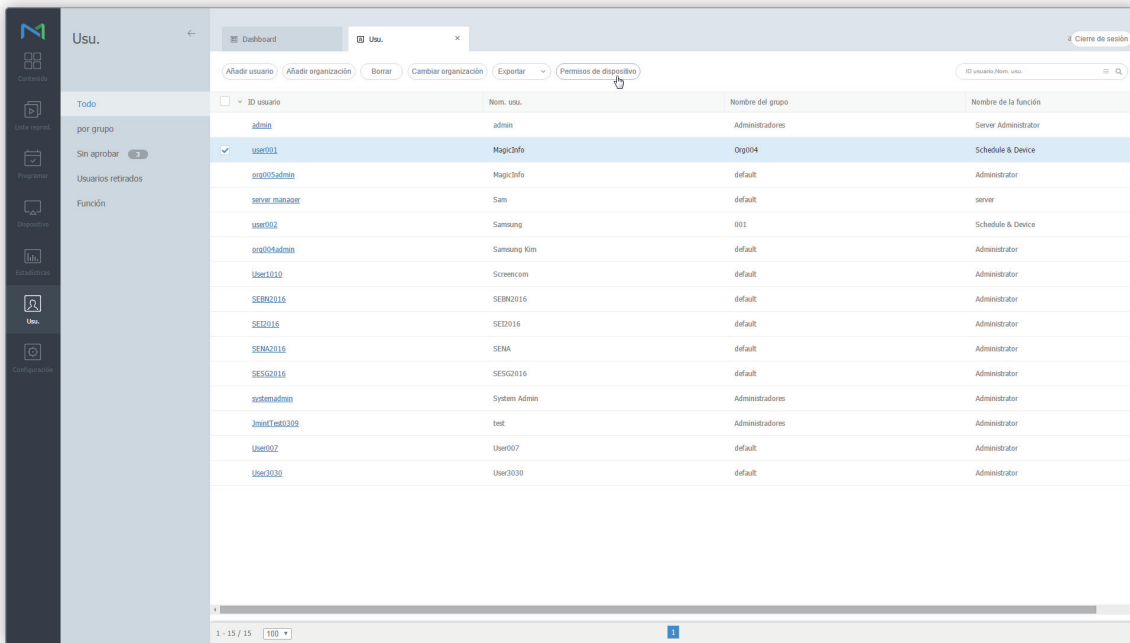 Usu.
Dashboard
Usu.
Cierre de sesión
Contenido
Lista reprod.
Programar
Dispositivo
Estadísticas
Usu.
Configuración
Todo
por grupo
Sin aprobar 3
Usuarios retirados
Función
Añadir usuario Añadir organización Borrar Cambiar organización Exportar Permisos de dispositivo
ID usuario,Nom. usu.
ID usuario Nom. usu. Nombre del grupo Nombre de la función
admin admin Administradores Server Administrator
user001 MagicInfo Org004 Schedule & Device
org005admin MagicInfo default Administrator
server manager Sam default server
user002 Samsung 001 Schedule & Device
org004admin Samsung Kim default Administrator
User1010 Screencom default Administrator
SEBN2016 SEBN2016 default Administrator
SEI2016 SEI2016 default Administrator
SENA2016 SENA default Administrator
SESG2016 SESG2016 default Administrator
systemadmin System Admin Administradores Administrator
JmintTest0309 test Administradores Administrator
User007 User007 default Administrator
User3030 User3030 default Administrator
1 - 15 / 15 100 1